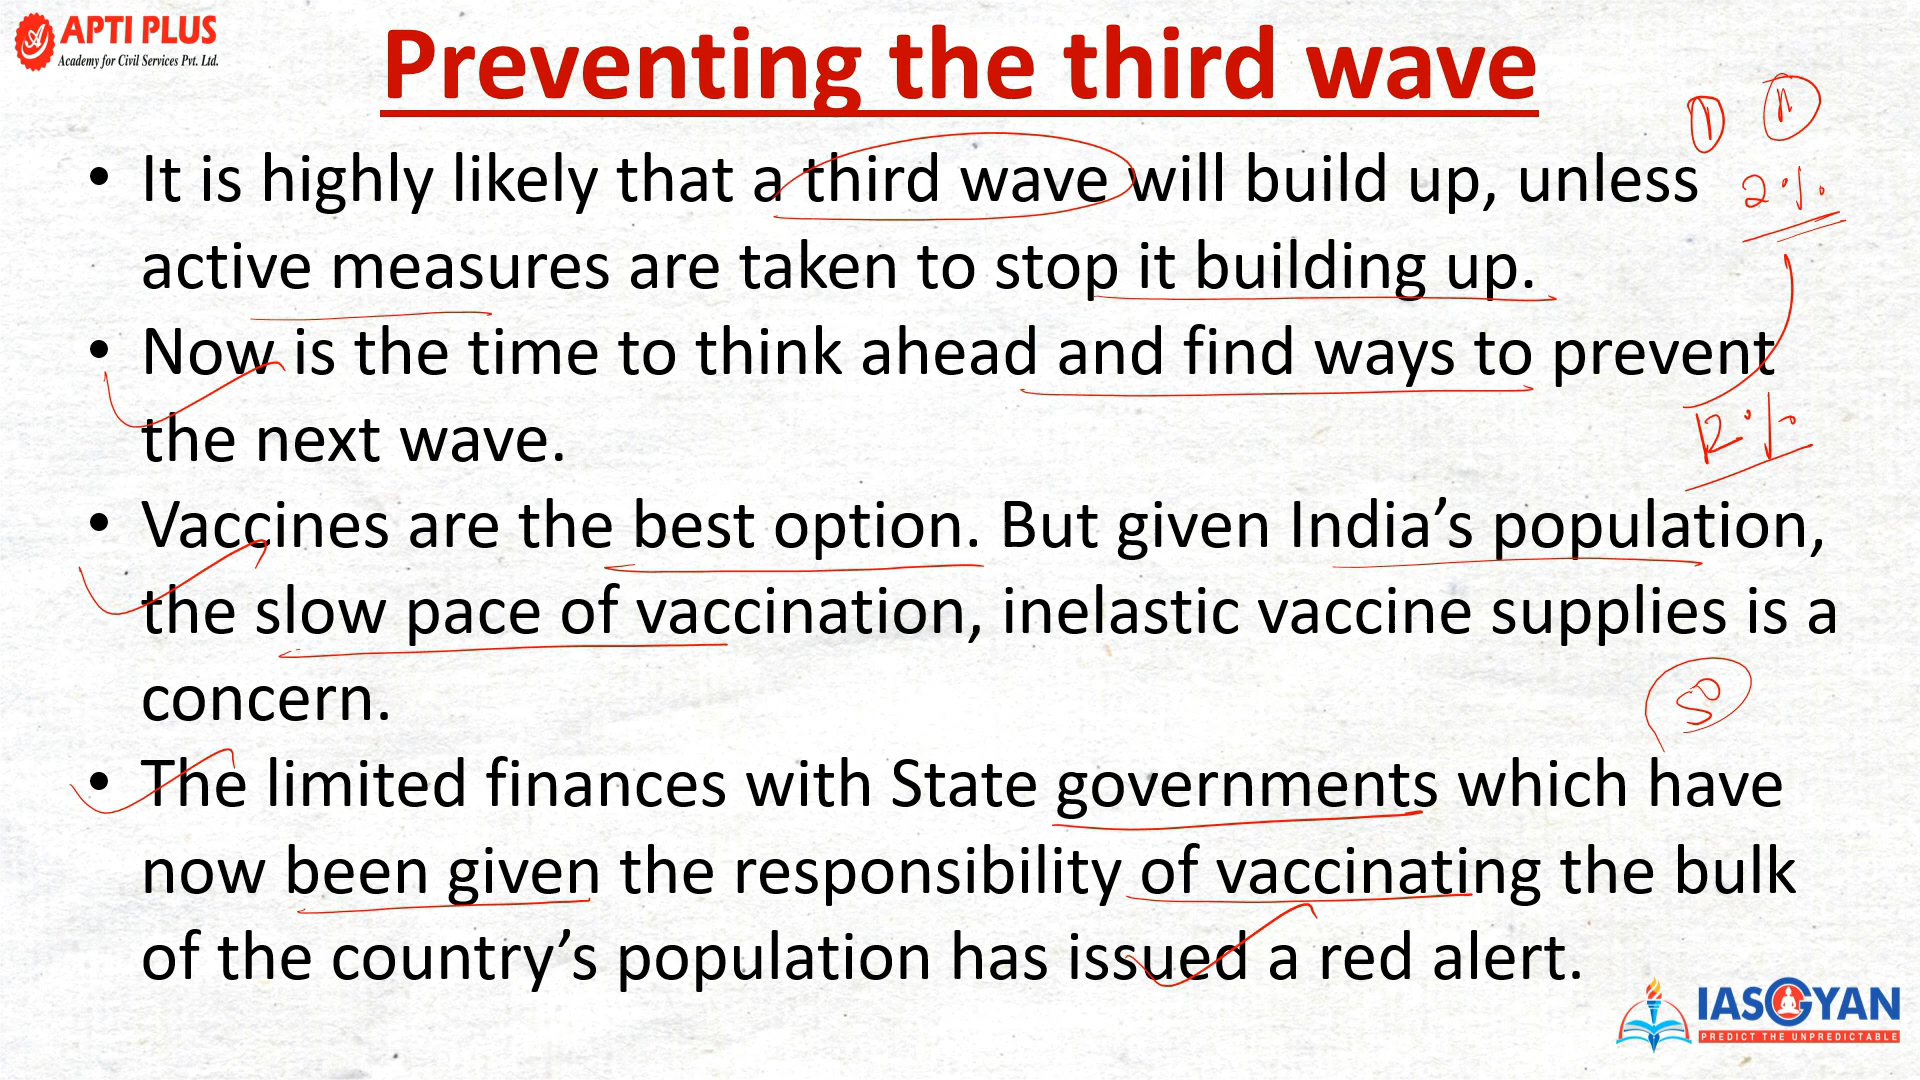 APTI PLUS
Academy for Civil Services Pvt. Ltd.
Preventing the third wave
• It is highly likely that a third wave will build up, unless
active measures are taken to stop it building up.
• Now is the time to think ahead and find ways to prevent
the next wave.
• Vaccines are the best option. But given India’s population,
the slow pace of vaccination, inelastic vaccine supplies is a
concern.
• The limited finances with State governments which have
now been given the responsibility of vaccinating the bulk
of the country’s population has issued a red alert.
2%
12%
50
IASGYAN
PREDICT THE UNPREDICTABLE